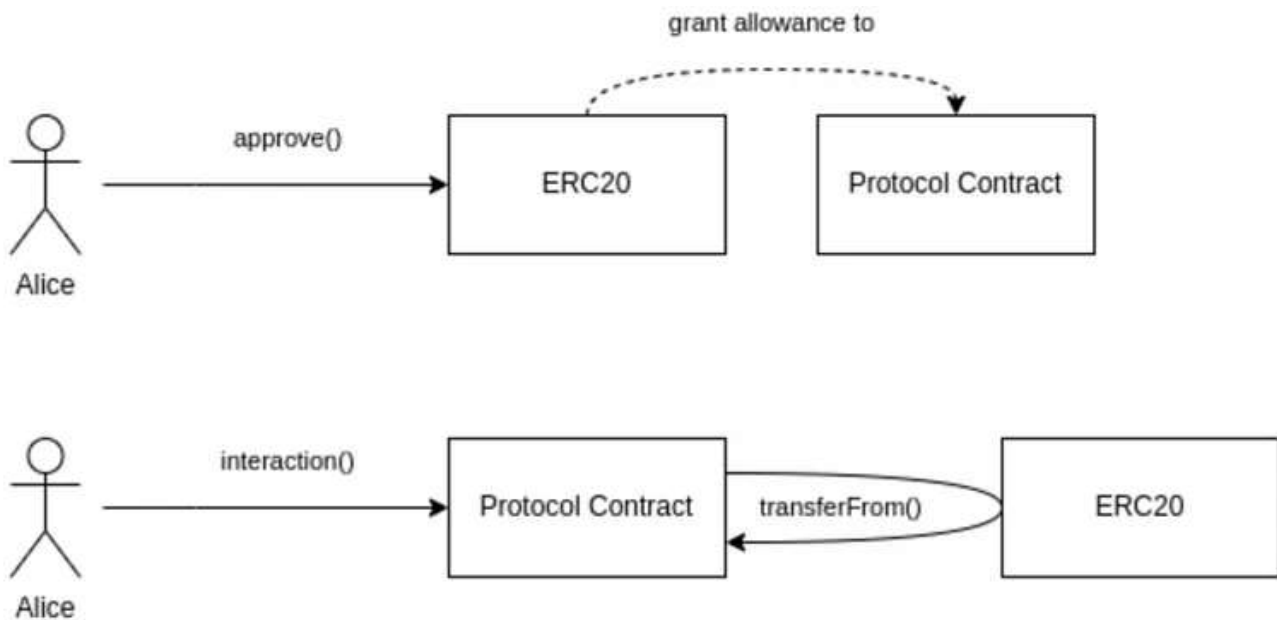 grant allowance to
approve()
ERC20
Protocol Contract
Alice
interaction()
Protocol Contract
transferFrom()
ERC20
Alice